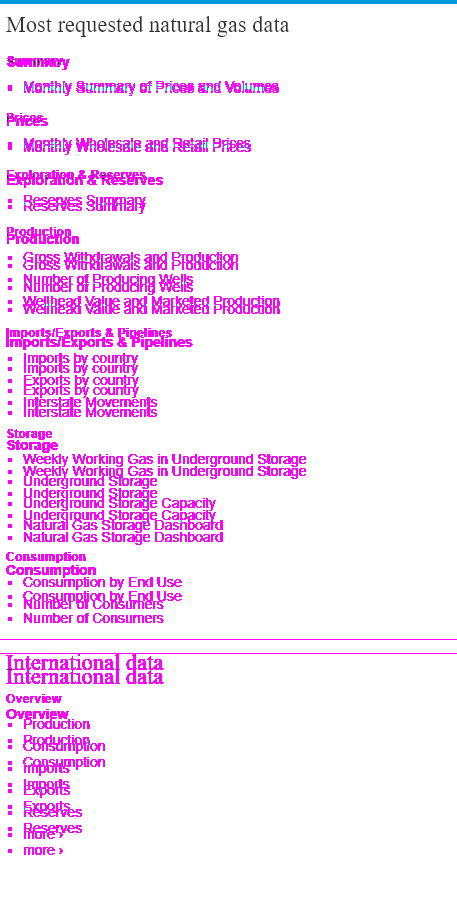 Most requested natural gas data
Summary
Monthly Summary of Prices and Volumes
Prices
Monthly Wholesale and Retail Prices
Exploration & Reserves
Reserves Summary
Production
Gross Withdrawals and Production
Number of Producing Wells
Wellhead Value and Marketed Production
Imports/Exports & Pipelines
Imports by country
Exports by country
Interstate Movements
Storage
Weekly Working Gas in Underground Storage
Underground Storage
Underground Storage Capacity
Natural Gas Storage Dashboard
Consumption
Consumption by End Use
Number of Consumers
International data
Overview
Production
Consumption
Imports
Exports
Reserves
more ›